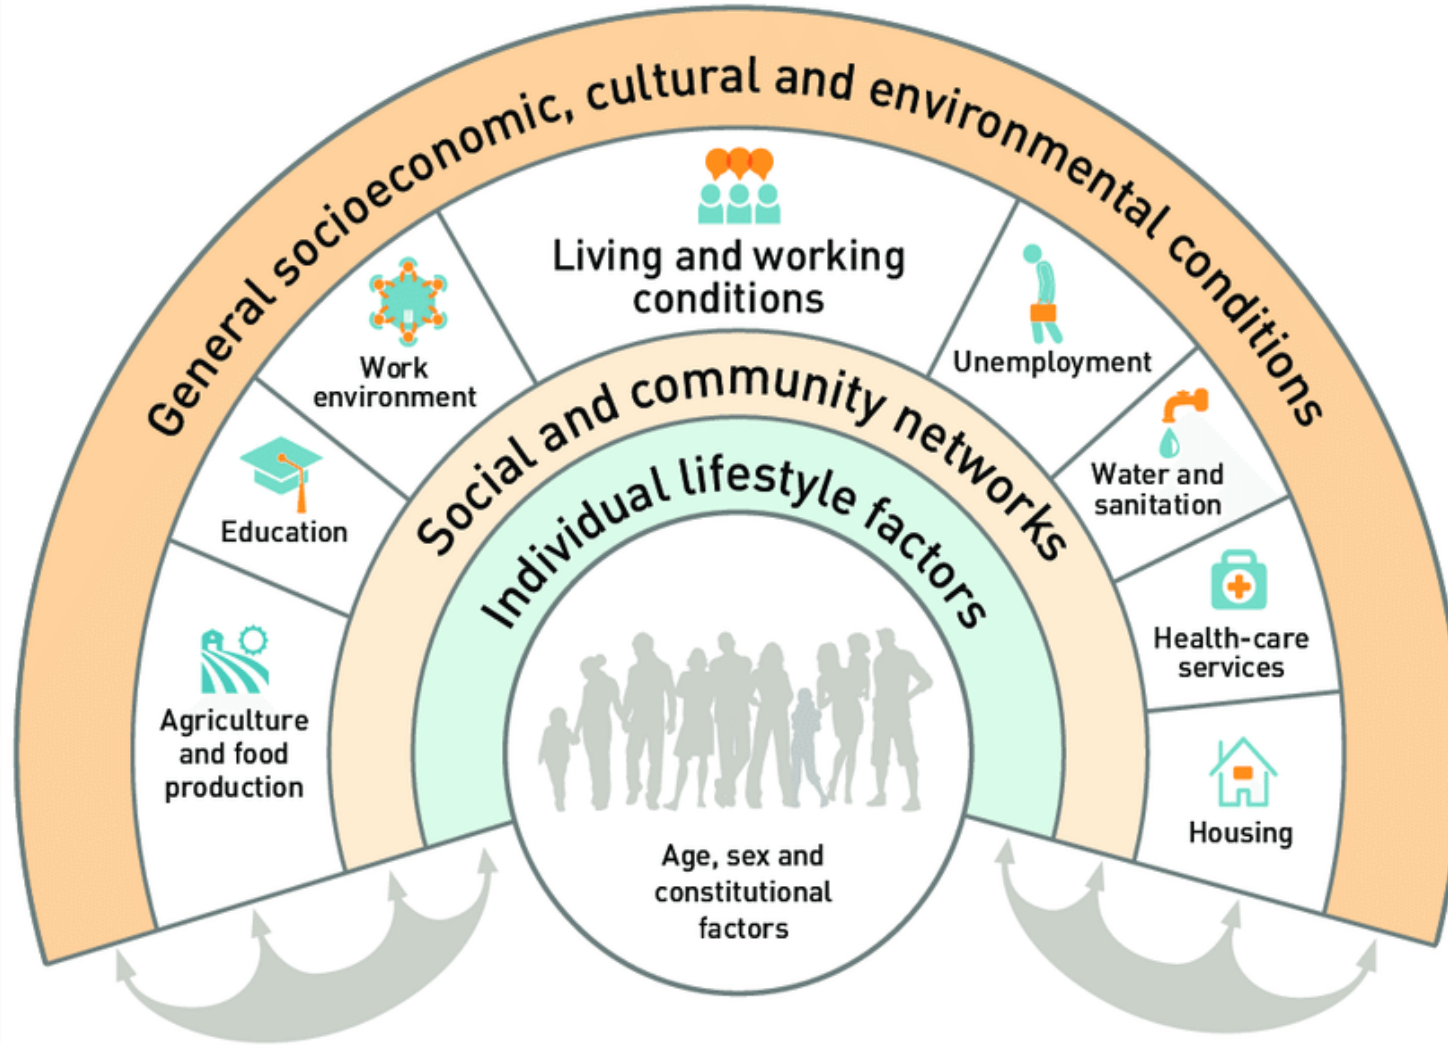 General socioeconomic, cultural and environmental conditions
Living and working
conditions
Work
environment
Unemployment
Education
Water and
sanitation
Agriculture
and food
production
Health-care
services
Housing
Social and community networks
Individual lifestyle factors
Age, sex and
constitutional
factors